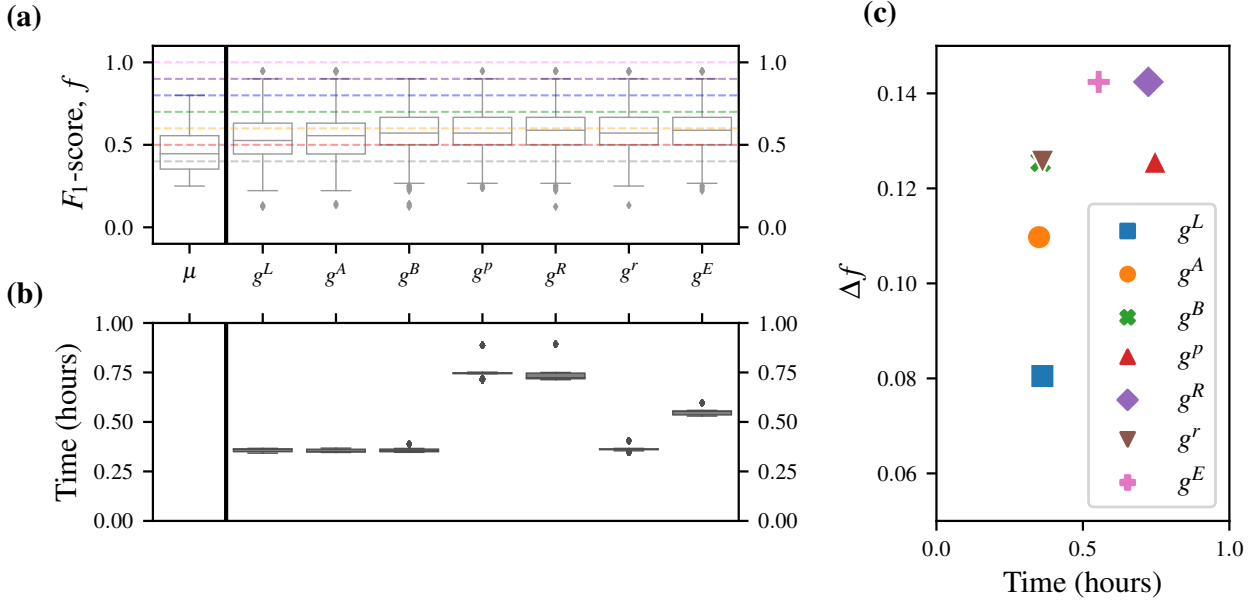 (a)
F₁-score, f
1.0
0.5
0.0
1.0
0.5
0.0
μ
g^L
g^A
g^B
g^p
g^R
g^r
g^E
(b)
Time (hours)
1.00
0.75
0.50
0.25
0.00
1.00
0.75
0.50
0.25
0.00
(c)
Δf
0.14
0.12
0.10
0.08
0.06
g^L
g^A
g^B
g^p
g^R
g^r
g^E
0.0
0.5
1.0
Time (hours)